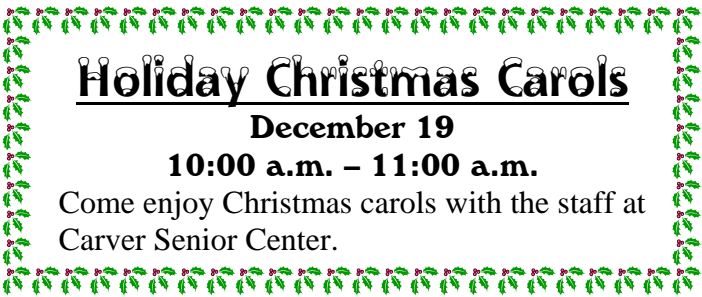 Holiday Christmas Carols
December 19
10:00 a.m. – 11:00 a.m.
Come enjoy Christmas carols with the staff at
Carver Senior Center.